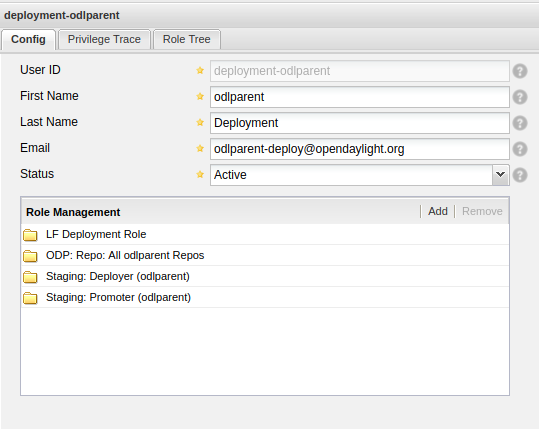 deployment-odlparent
Config Privilege Trace Role Tree
User ID deployment-odlparent ?
First Name odlparent ?
Last Name Deployment ?
Email odlparent-deploy@opendaylight.org ?
Status Active ?
Role Management Add Remove
LF Deployment Role
ODP: Repo: All odlparent Repos
Staging: Deployer (odlparent)
Staging: Promoter (odlparent)